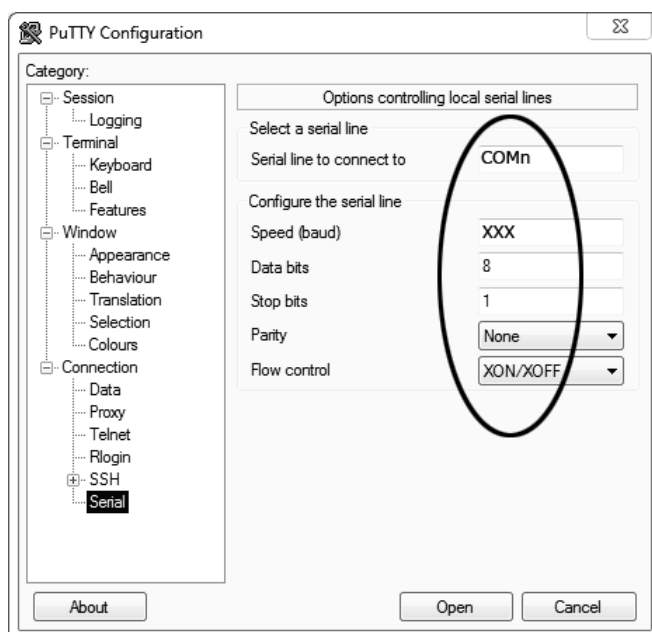 PuTTY Configuration
Category:
Session
Logging
Terminal
Keyboard
Bell
Features
Window
Appearance
Behaviour
Translation
Selection
Colours
Connection
Data
Proxy
Telnet
Rlogin
SSH
Serial
Options controlling local serial lines
Select a serial line
Serial line to connect to COMn
Configure the serial line
Speed (baud) XXX
Data bits 8
Stop bits 1
Parity None
Flow control XON/XOFF
About Open Cancel